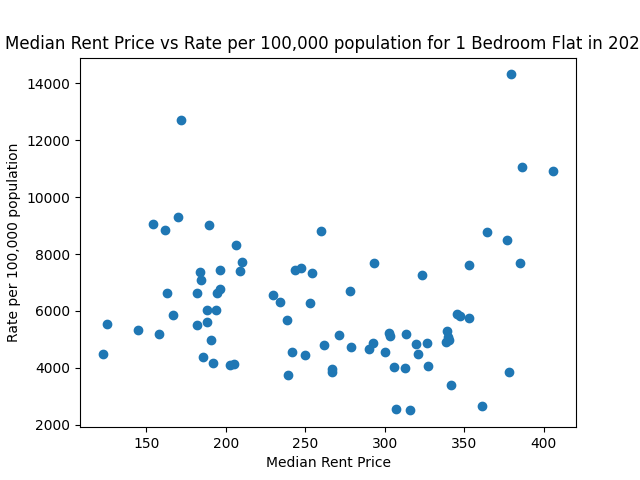 Median Rent Price vs Rate per 100,000 population for 1 Bedroom Flat in 202
14000
12000
10000
8000
6000
4000
2000
Rate per 100,000 population
150 200 250 300 350 400
Median Rent Price